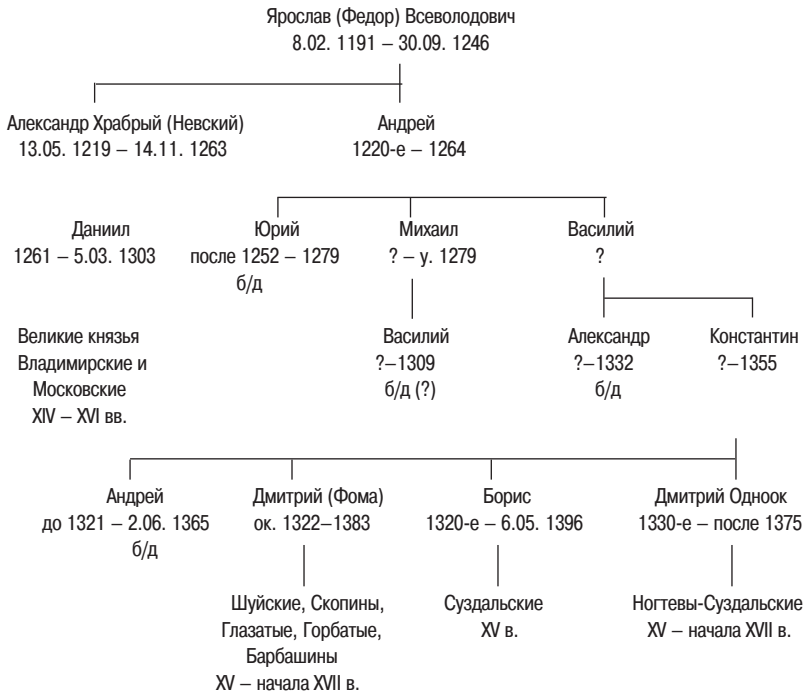 Ярослав (Федор) Всеволодович
8.02. 1191 – 30.09. 1246
Александр Храбрый (Невский)
13.05. 1219 – 14.11. 1263
Андрей
1220-е – 1264
Даниил
1261 – 5.03. 1303
Юрий
после 1252 – 1279
б/д
Михаил
? – у. 1279
Василий
?
Великие князья
Владимирские и
Московские
XIV – XVI вв.
Василий
?–1309
б/д (?)
Александр
?–1332
б/д
Константин
?–1355
Андрей
до 1321 – 2.06. 1365
б/д
Дмитрий (Фома)
ок. 1322–1383
Борис
1320-е – 6.05. 1396
Дмитрий Одноок
1330-е – после 1375
Шуйские, Скопины,
Глазатые, Горбатые,
Барбашины
XV – начала XVII в.
Суздальские
XV в.
Ногтевы-Суздальские
XV – начала XVII в.